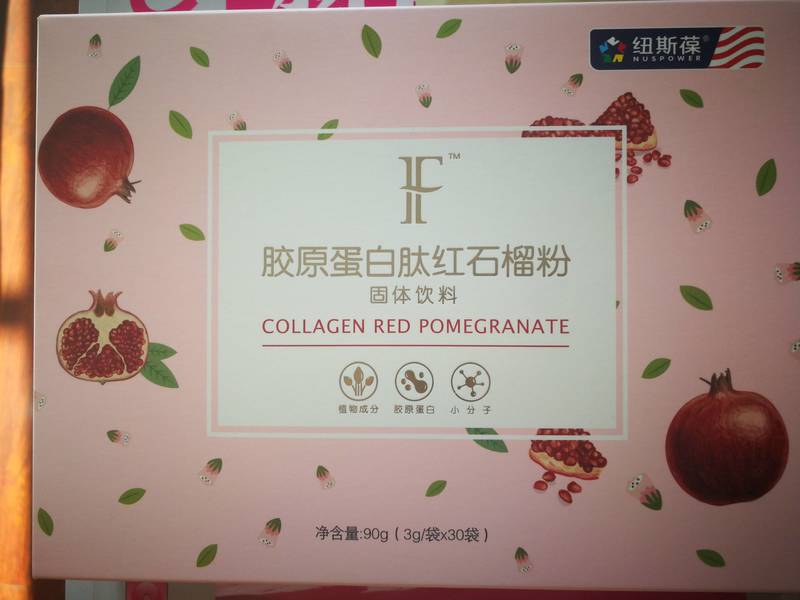 纽斯葆®
NUSPOWER
TM
胶原蛋白肽红石榴粉
固体饮料
COLLAGEN RED POMEGRANATE
植物成分 胶原蛋白 小分子
净含量:90g（3g/袋x30袋）